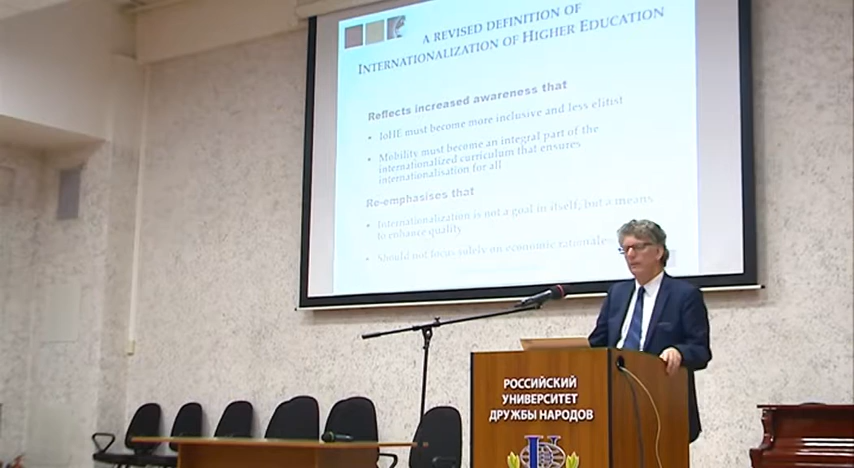 A REVISED DEFINITION OF
INTERNATIONALIZATION OF HIGHER EDUCATION
Reflects increased awareness that
• IoHE must become more inclusive and less elitist
• Mobility must become an integral part of the
internationalized curriculum that ensures
internationalisation for all
Re-emphasises that
• Internationalization is not a goal in itself, but a means
to enhance quality
• Should not focus solely on economic rationale
РОССИЙСКИЙ
УНИВЕРСИТЕТ
ДРУЖБЫ НАРОДОВ